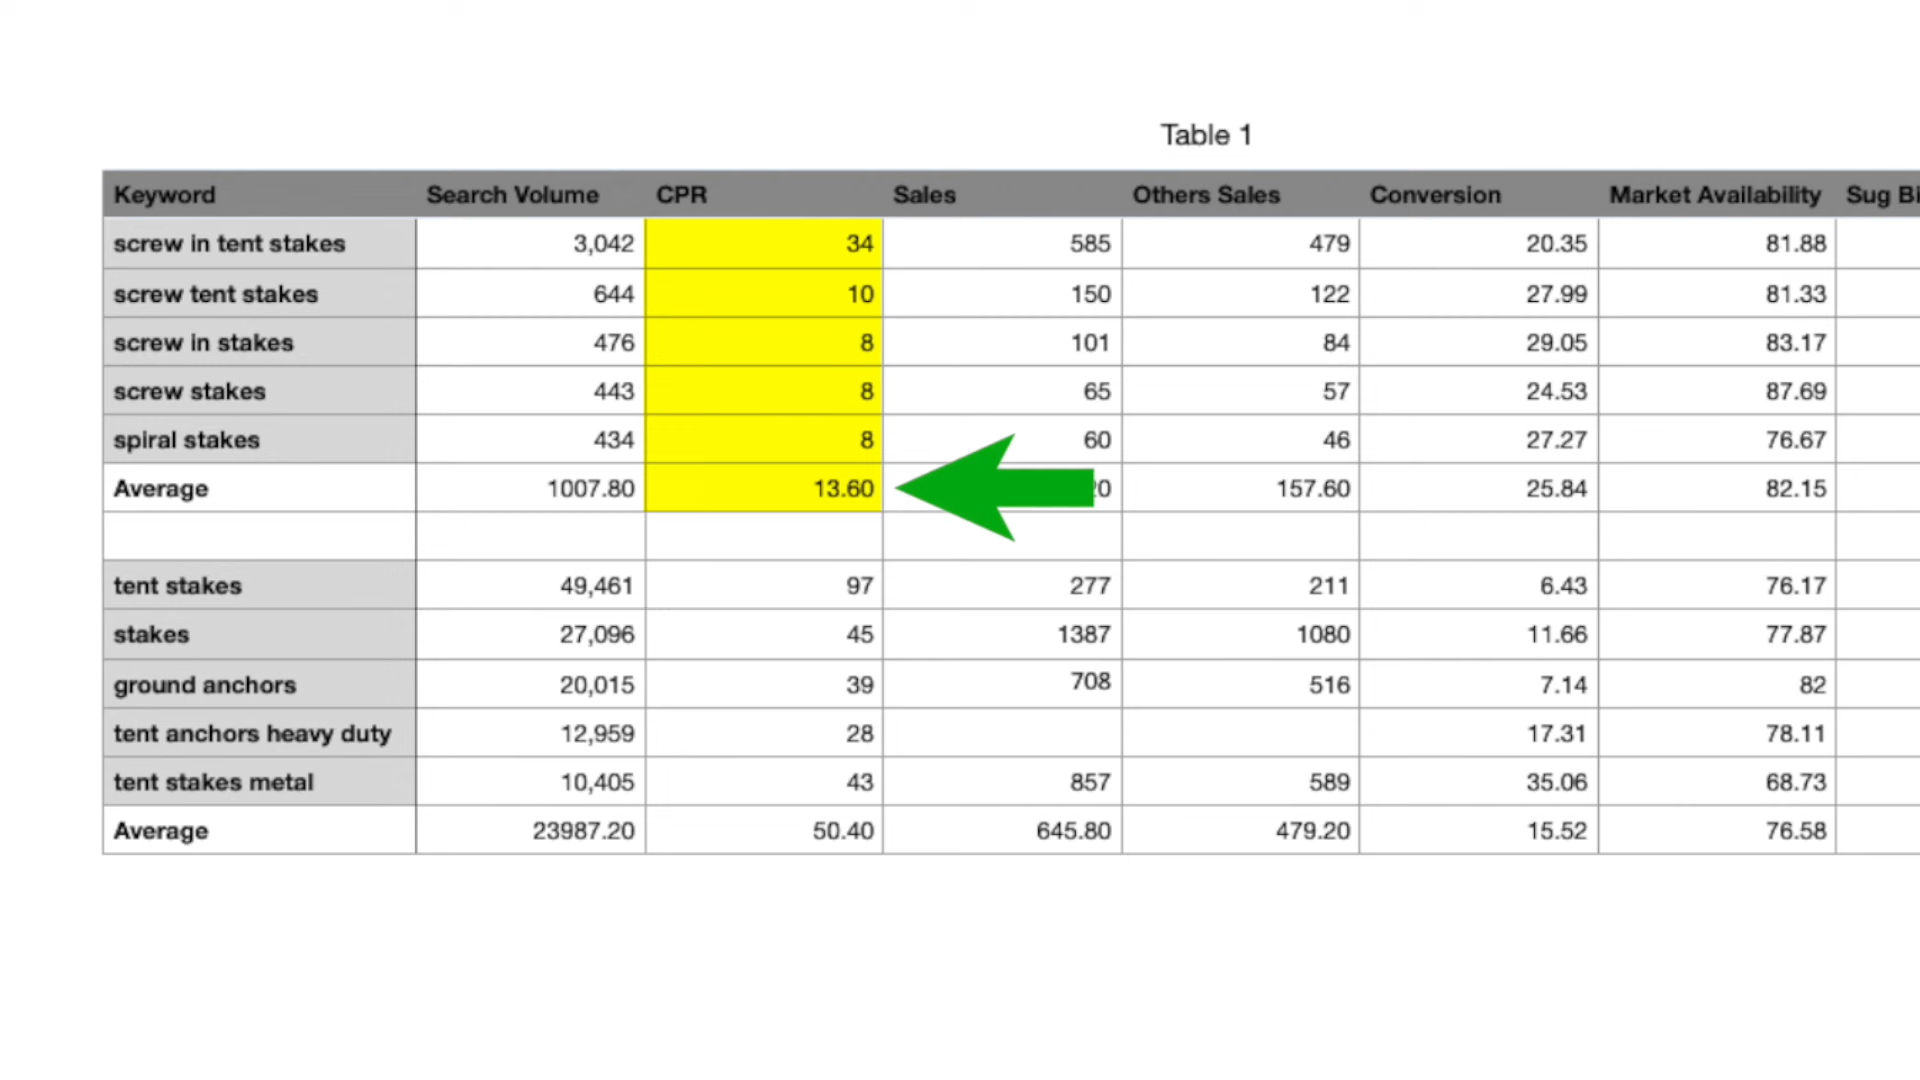 Table 1
Keyword Search Volume CPR Sales Others Sales Conversion Market Availability Sug
screw in tent stakes 3,042 34 585 479 20.35 81.88
screw tent stakes 644 10 150 122 27.99 81.33
screw in stakes 476 8 101 84 29.05 83.17
screw stakes 443 8 65 57 24.53 87.69
spiral stakes 434 8 60 46 27.27 76.67
Average 1007.80 13.60 157.60 25.84 82.15
tent stakes 49,461 97 277 211 6.43 76.17
stakes 27,096 45 1387 1080 11.66 77.87
ground anchors 20,015 39 708 516 7.14 82
tent anchors heavy duty 12,959 28 17.31 78.11
tent stakes metal 10,405 43 857 589 35.06 68.73
Average 23987.20 50.40 645.80 479.20 15.52 76.58